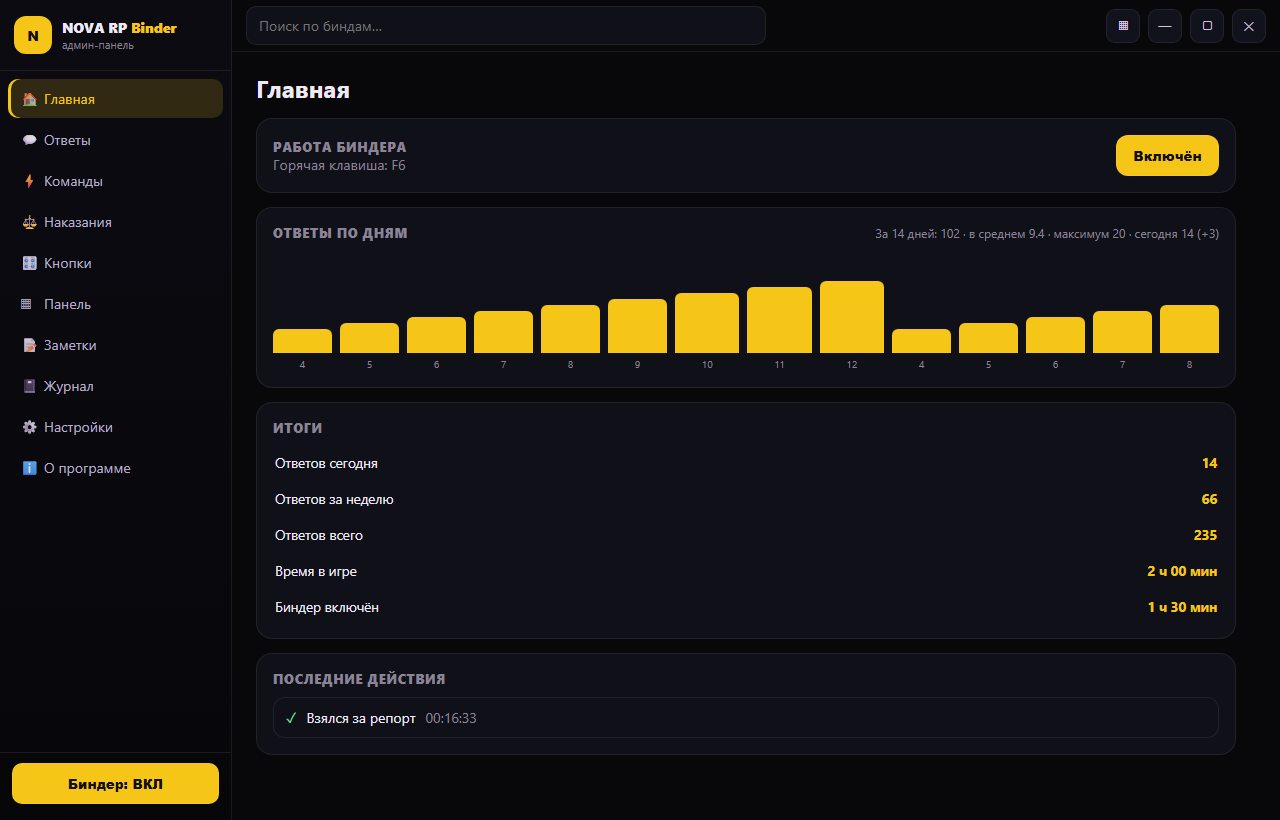 N
NOVA RP Binder
админ-панель
Главная
Ответы
Команды
Наказания
Кнопки
Панель
Заметки
Журнал
Настройки
О программе
Биндер: ВКЛ
Поиск по биндам...
Главная
РАБОТА БИНДЕРА
Горячая клавиша: F6
Включён
ОТВЕТЫ ПО ДНЯМ
За 14 дней: 102 · в среднем 9.4 · максимум 20 · сегодня 14 (+3)
4 5 6 7 8 9 10 11 12 4 5 6 7 8
ИТОГИ
Ответов сегодня 14
Ответов за неделю 66
Ответов всего 235
Время в игре 2 ч 00 мин
Биндер включён 1 ч 30 мин
ПОСЛЕДНИЕ ДЕЙСТВИЯ
✓ Взялся за репорт 00:16:33